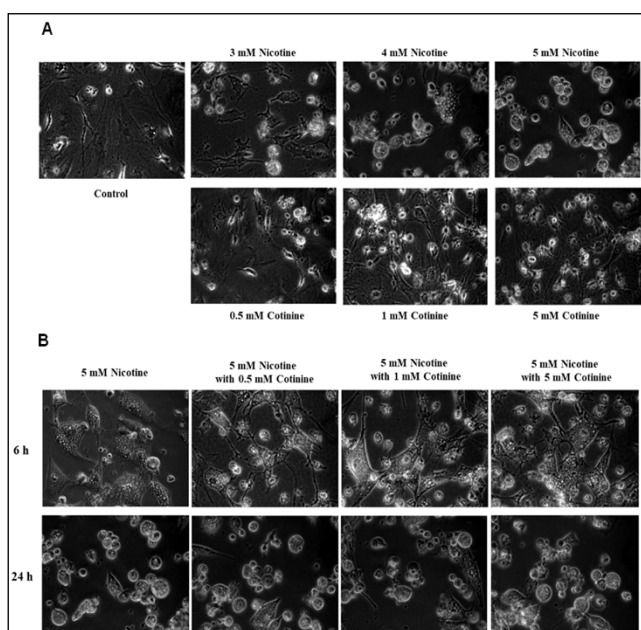 A
3 mM Nicotine
4 mM Nicotine
5 mM Nicotine
Control
0.5 mM Cotinine
1 mM Cotinine
5 mM Cotinine
B
5 mM Nicotine
5 mM Nicotine
with 0.5 mM Cotinine
5 mM Nicotine
with 1 mM Cotinine
5 mM Nicotine
with 5 mM Cotinine
6 h
24 h